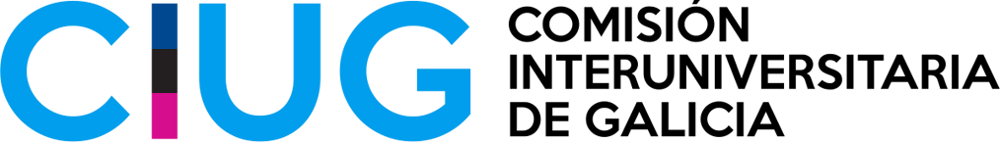 CIUG
COMISIÓN
INTERUNIVERSITARIA
DE GALICIA